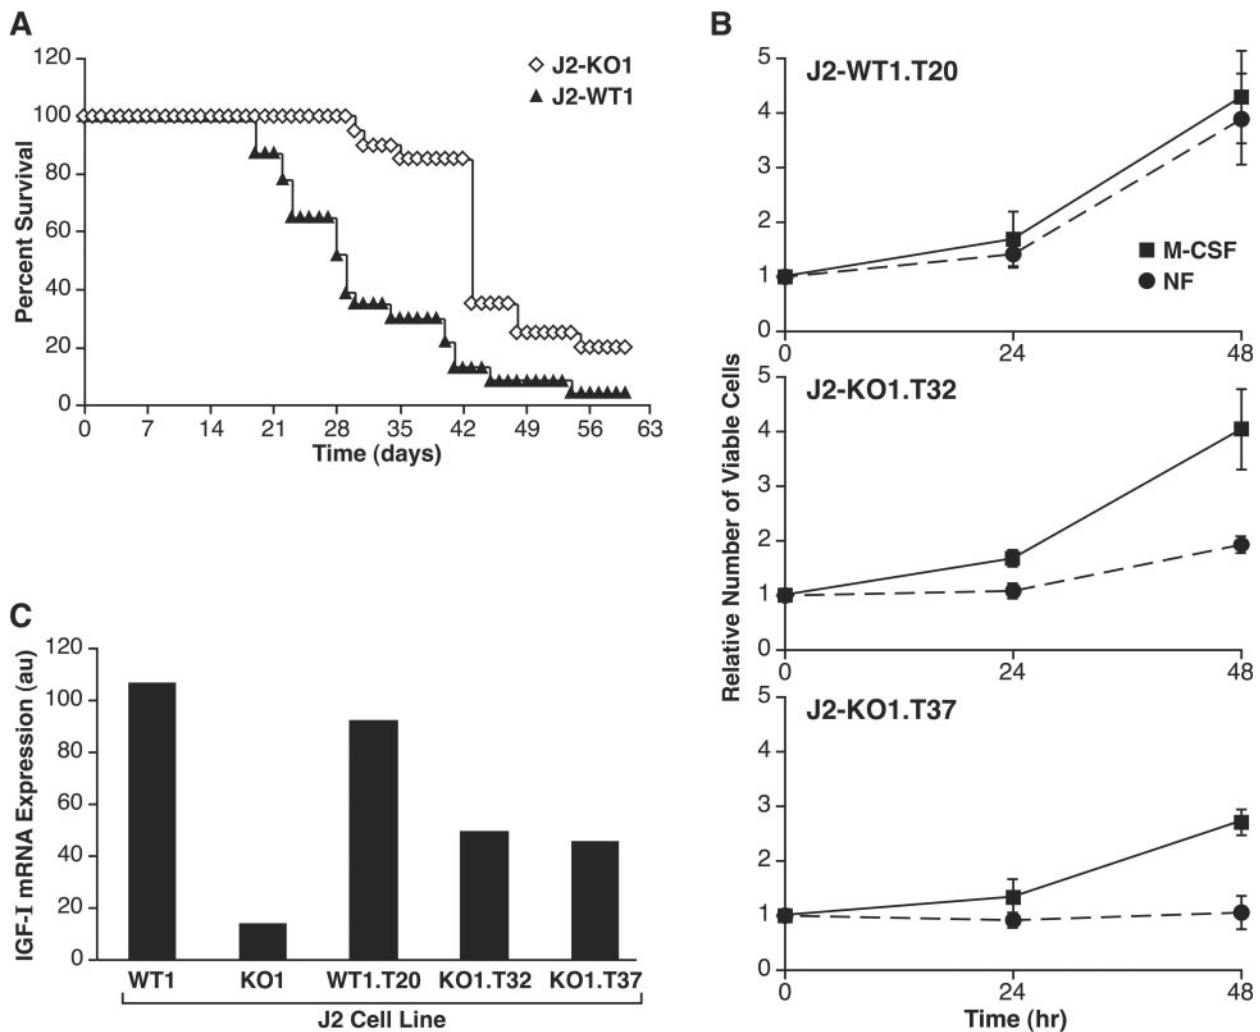 A
120
100
80
60
40
20
0
Percent Survival
J2-KO1
J2-WT1
0 7 14 21 28 35 42 49 56 63
Time (days)
B
J2-WT1.T20
5
4
3
2
1
0
M-CSF
NF
0 24 48
J2-KO1.T32
5
4
3
2
1
0
0 24 48
J2-KO1.T37
5
4
3
2
1
0
0 24 48
Relative Number of Viable Cells
Time (hr)
C
120
100
80
60
40
20
0
IGF-I mRNA Expression (au)
WT1 KO1 WT1.T20 KO1.T32 KO1.T37
J2 Cell Line